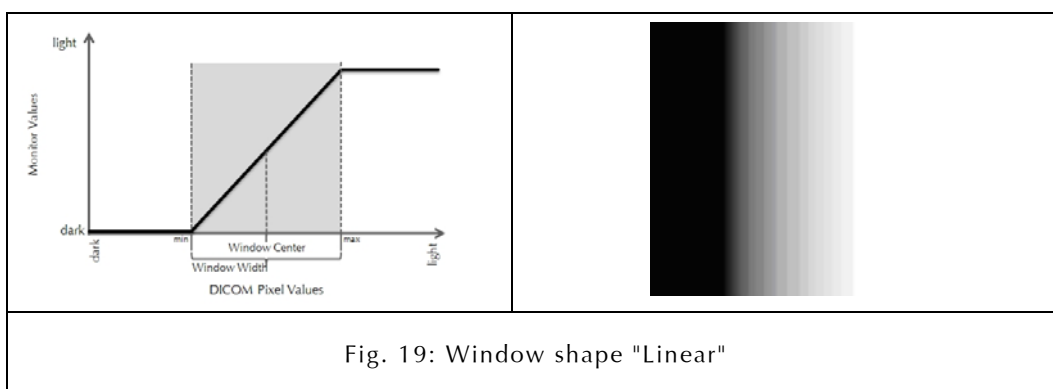 light
Monitor Values
dark
min
max
dark
Window Center
light
Window Width
DICOM Pixel Values
Fig. 19: Window shape "Linear"